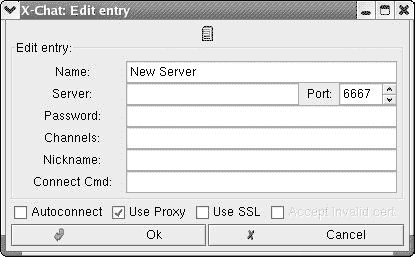 X-Chat: Edit entry
Edit entry:
Name: New Server
Server: Port: 6667
Password:
Channels:
Nickname:
Connect Cmd:
Autoconnect Use Proxy Use SSL Accept Invalid cert.
Ok Cancel